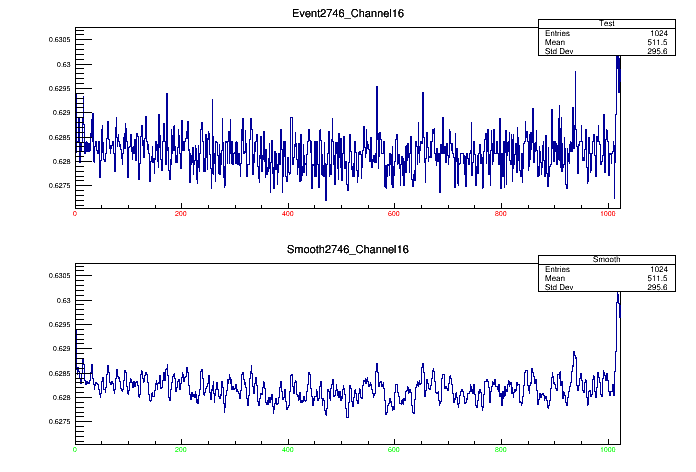 Event2746_Channel16
Test
Entries 1024
Mean 511.5
Std Dev 295.6
0.6305
0.63
0.6295
0.629
0.6285
0.628
0.6275
0 200 400 600 800 1000
Smooth2746_Channel16
Smooth
Entries 1024
Mean 511.5
Std Dev 295.6
0.6305
0.63
0.6295
0.629
0.6285
0.628
0.6275
0 200 400 600 800 1000